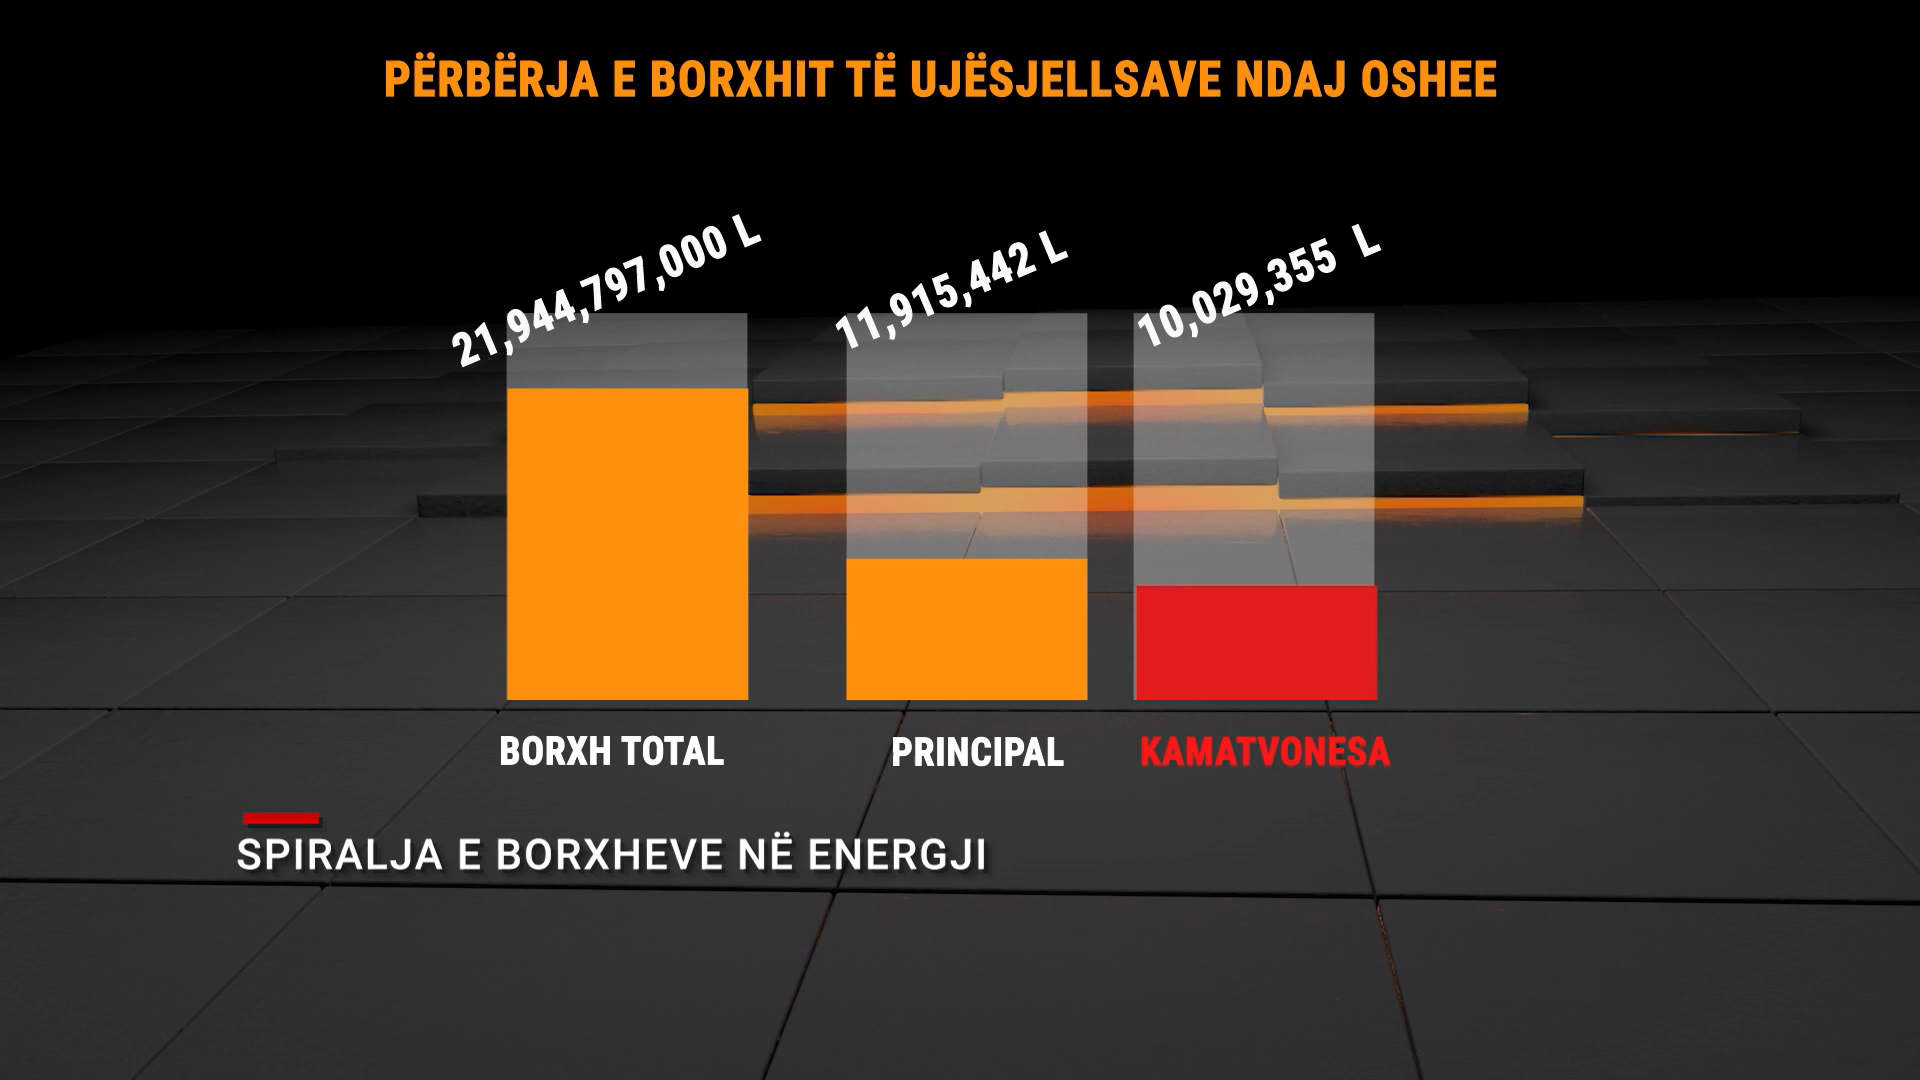 PËRBËRJA E BORXHIT TË UJËSJELLSAVE NDAJ OSHEE
21,944,797,000 L
11,915,442 L
10,029,355 L
BORXH TOTAL
PRINCIPAL
KAMATVONESA
SPIRALJA E BORXHEVE NË ENERGJI